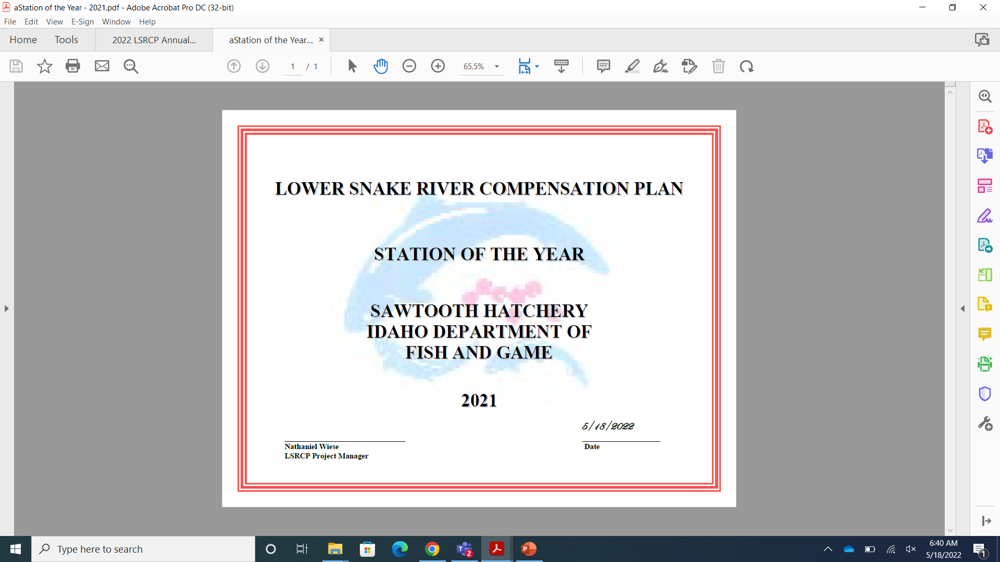 aStation of the Year - 2021.pdf - Adobe Acrobat Pro DC (32-bit)
File Edit View E-Sign Window Help
Home Tools 2022 LSRCP Annual... aStation of the Year... ×
1 / 1 65.5%
LOWER SNAKE RIVER COMPENSATION PLAN
STATION OF THE YEAR
SAWTOOTH HATCHERY
IDAHO DEPARTMENT OF
FISH AND GAME
2021
5/18/2022
Nathaniel Wiese Date
LSRCP Project Manager
Type here to search
T 2
P
6:40 AM
5/18/2022
1